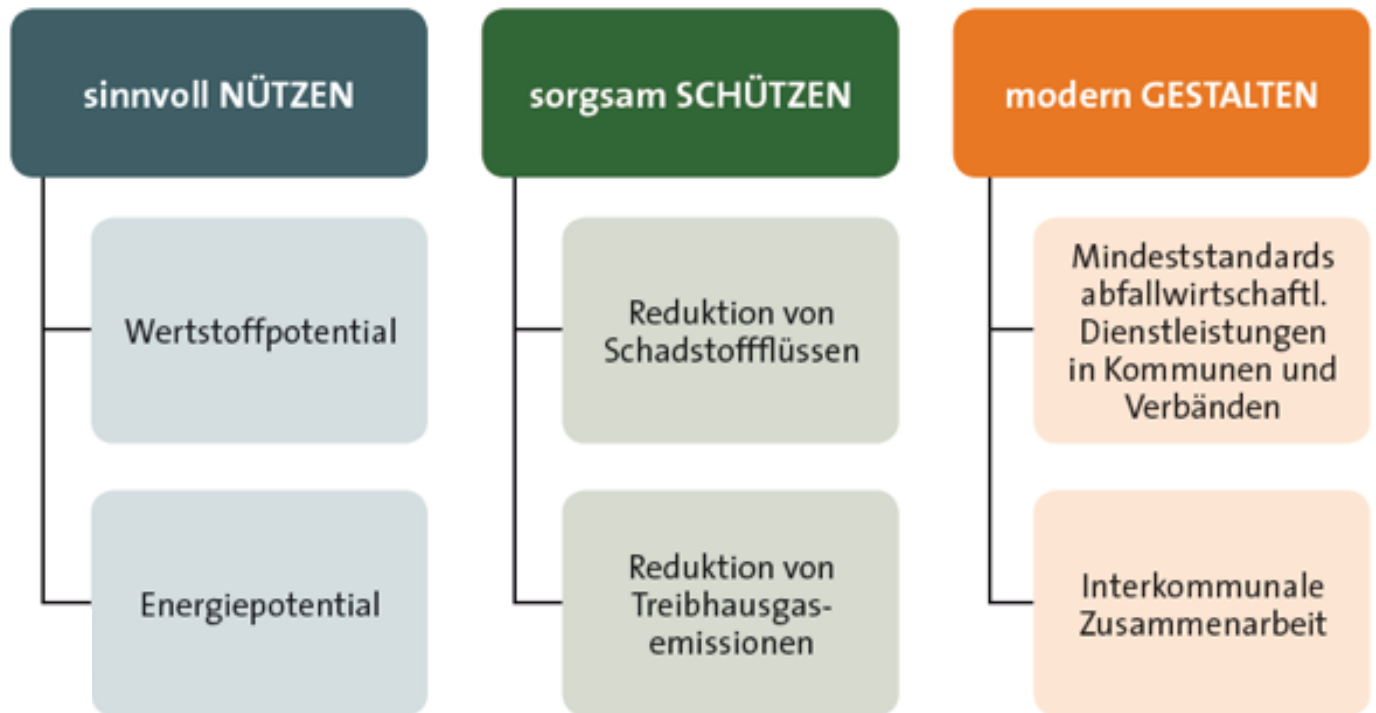 sinnvoll NÜTZEN
Wertstoffpotential
Energiepotential
sorgsam SCHÜTZEN
Reduktion von
Schadstoffflüssen
Reduktion von
Treibhausgas-
emissionen
modern GESTALTEN
Mindeststandards
abfallwirtschaftl.
Dienstleistungen
in Kommunen und
Verbänden
Interkommunale
Zusammenarbeit